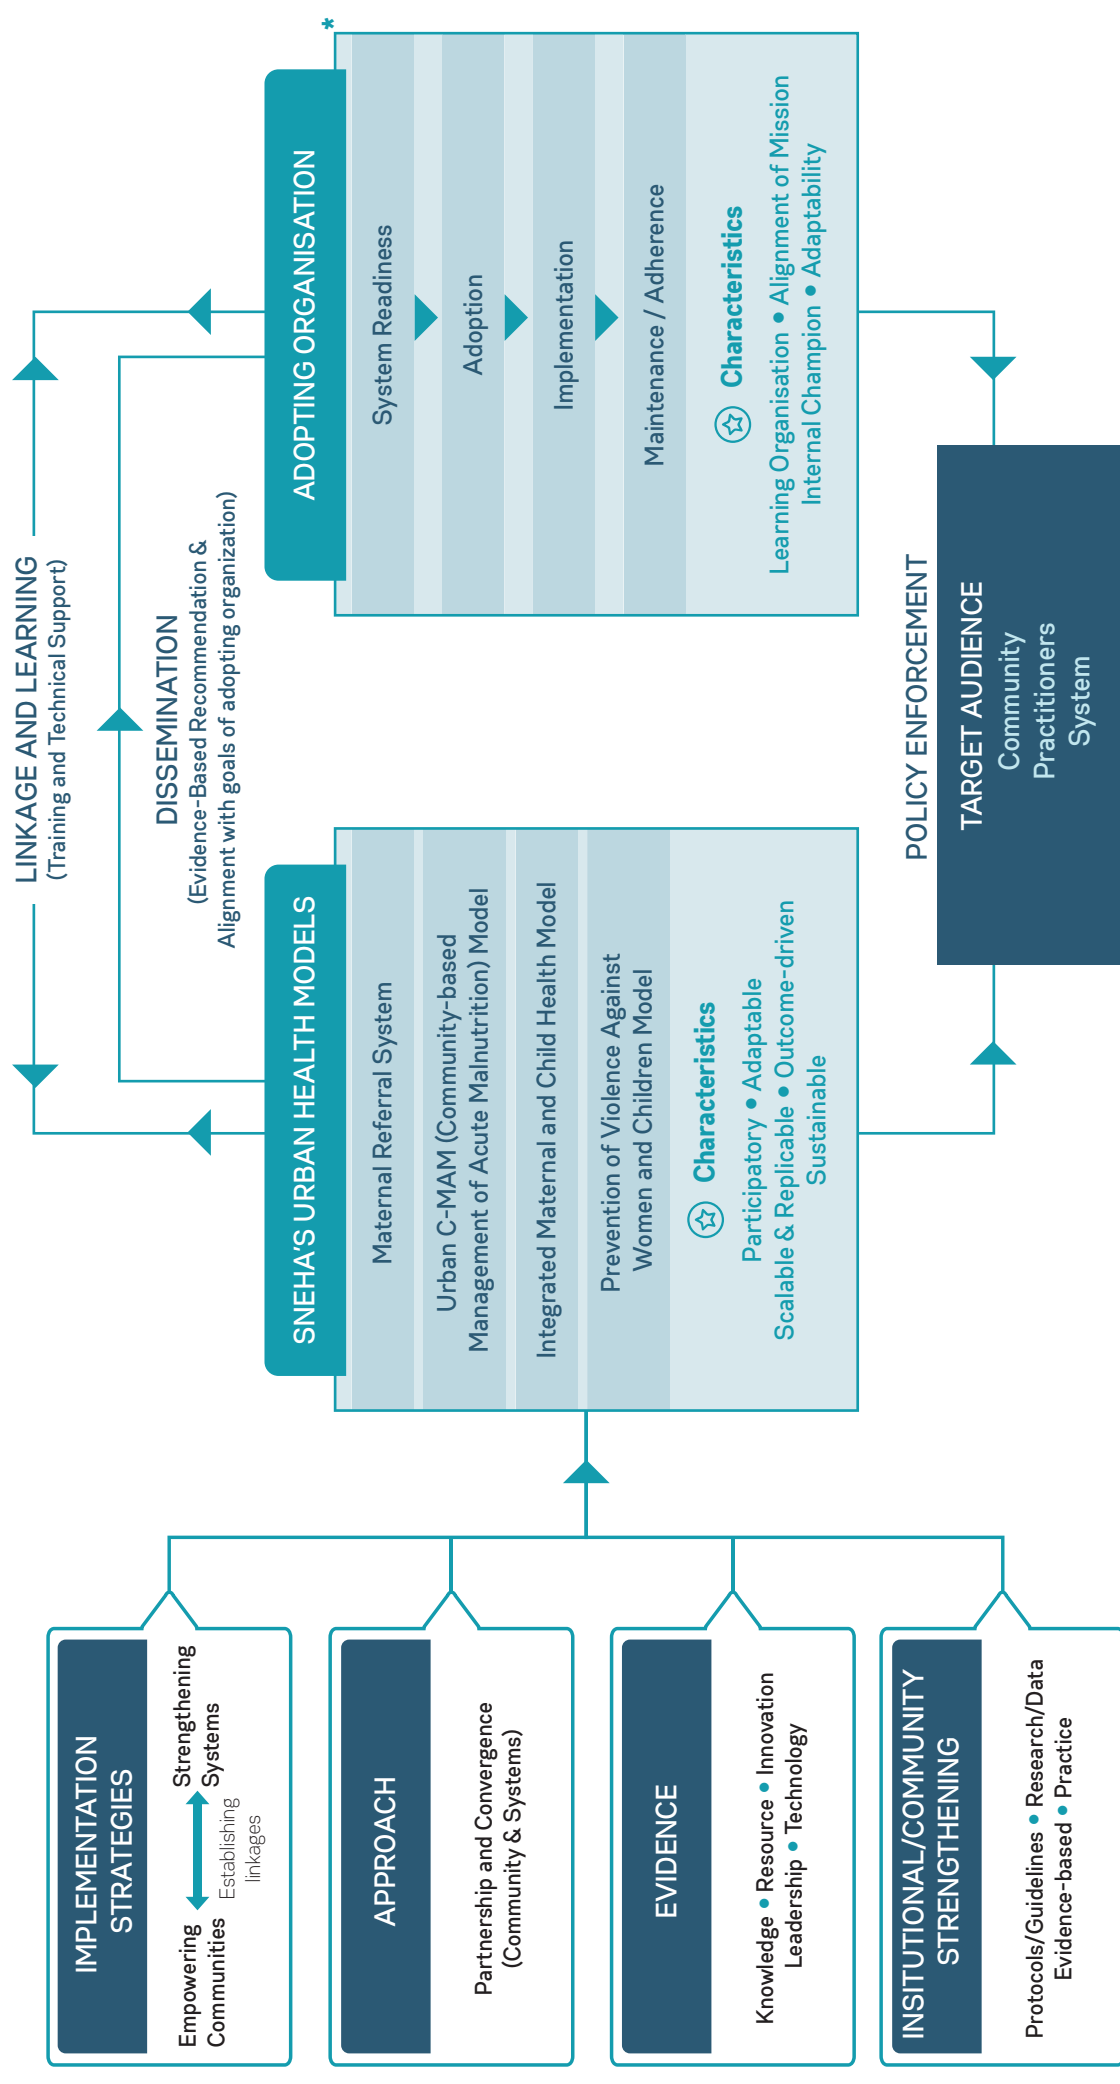 IMPLEMENTATION
STRATEGIES
Empowering
Communities
Establishing
linkages
Strengthening
Systems
APPROACH
Partnership and Convergence
(Community & Systems)
EVIDENCE
Knowledge • Resource • Innovation
Leadership • Technology
INSITUTIONAL/COMMUNITY
STRENGTHENING
Protocols/Guidelines • Research/Data
Evidence-based • Practice
LINKAGE AND LEARNING
(Training and Technical Support)
DISSEMINATION
(Evidence-Based Recommendation &
Alignment with goals of adopting organization)
SNEHA'S URBAN HEALTH MODELS
Maternal Referral System
Urban C-MAM (Community-based
Management of Acute Malnutrition) Model
Integrated Maternal and Child Health Model
Prevention of Violence Against
Women and Children Model
Characteristics
Participatory • Adaptable
Scalable & Replicable • Outcome-driven
Sustainable
ADOPTING ORGANISATION
*
System Readiness
Adoption
Implementation
Maintenance / Adherence
Characteristics
Learning Organisation • Alignment of Mission
Internal Champion • Adaptability
POLICY ENFORCEMENT
TARGET AUDIENCE
Community
Practitioners
System